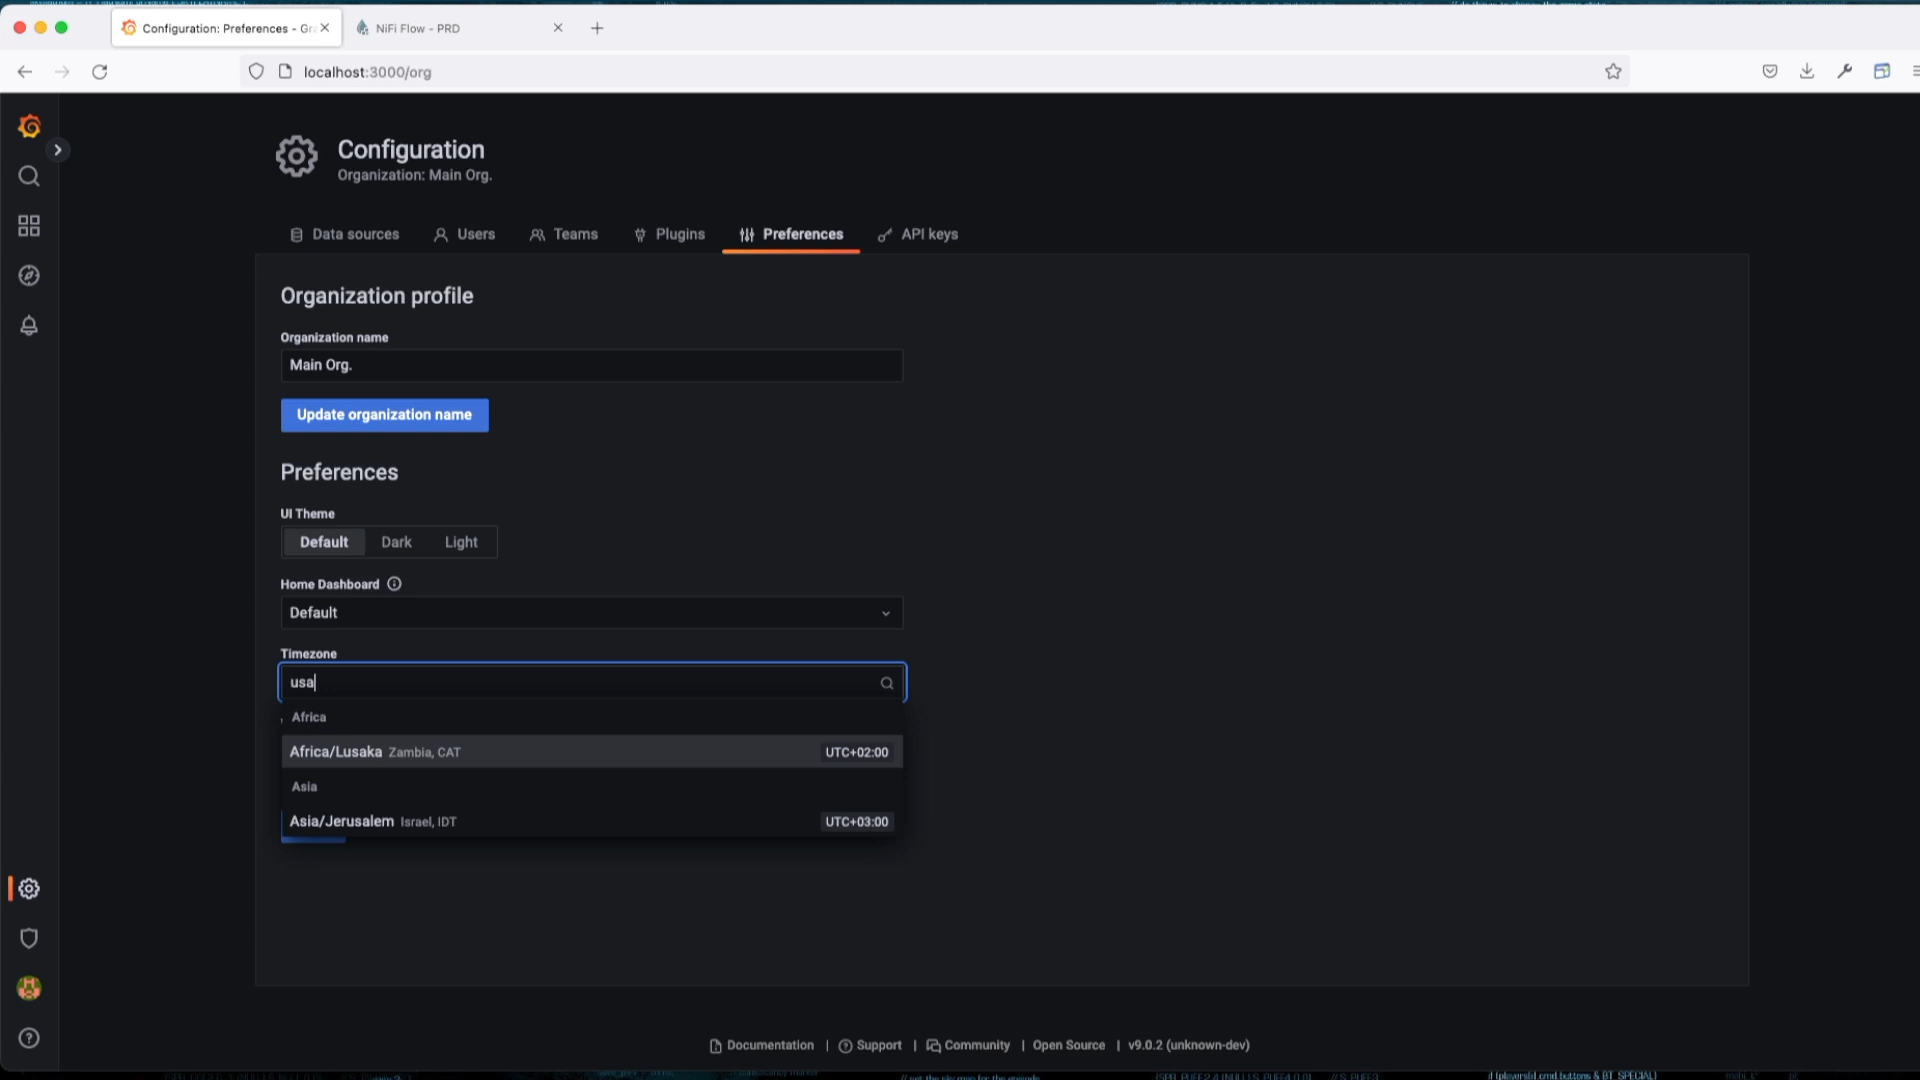 Configuration: Preferences - Gr
NiFi Flow - PRD
localhost:3000/org
Configuration
Organization: Main Org.
Data sources
Users
Teams
Plugins
Preferences
API keys
Organization profile
Organization name
Main Org.
Update organization name
Preferences
UI Theme
Default
Dark
Light
Home Dashboard
Default
Timezone
usa
Africa
Africa/Lusaka Zambia, CAT UTC+02:00
Asia
Asia/Jerusalem Israel, IDT UTC+03:00
Documentation | Support | Community | Open Source | v9.0.2 (unknown-dev)